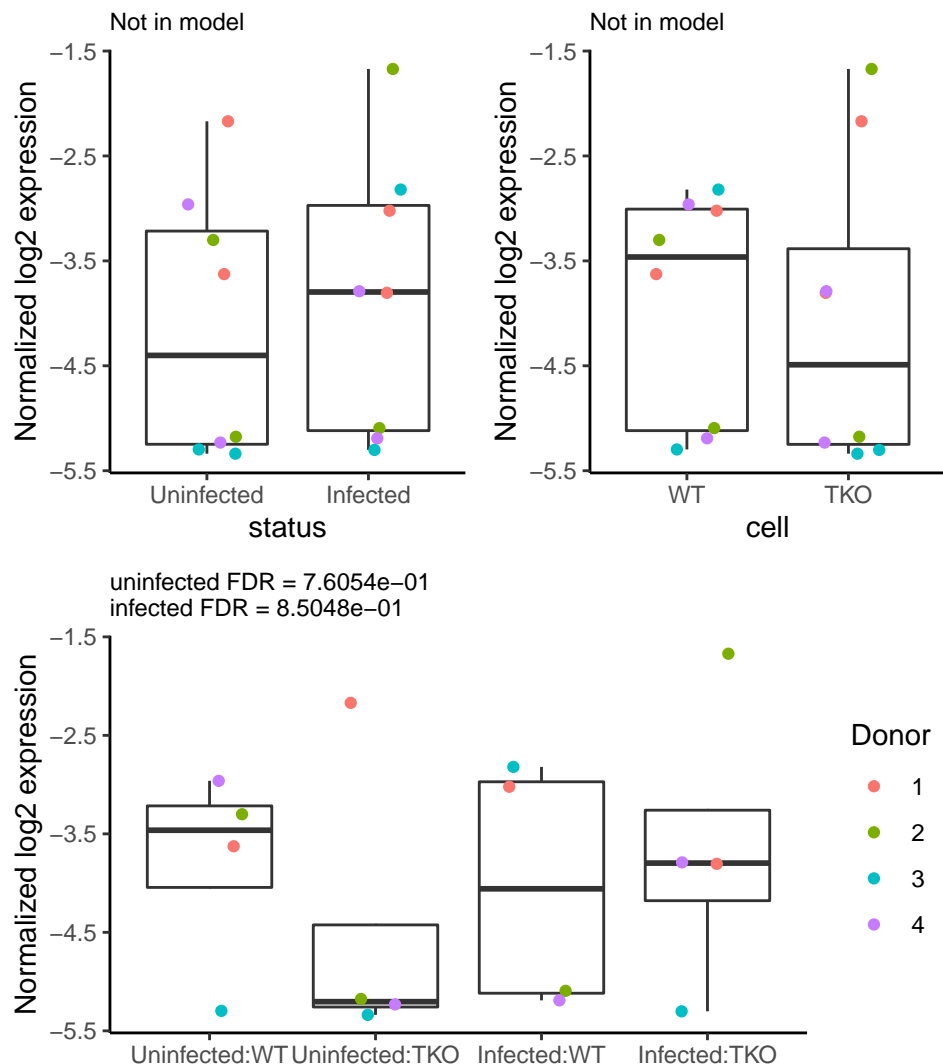 Not in model
Normalized log2 expression
−1.5
−2.5
−3.5
−4.5
−5.5
Uninfected Infected
status
Not in model
Normalized log2 expression
−1.5
−2.5
−3.5
−4.5
−5.5
WT TKO
cell
uninfected FDR = 7.6054e−01
infected FDR = 8.5048e−01
Normalized log2 expression
−1.5
−2.5
−3.5
−4.5
−5.5
Uninfected:WT Uninfected:TKO Infected:WT Infected:TKO
Donor
1
2
3
4